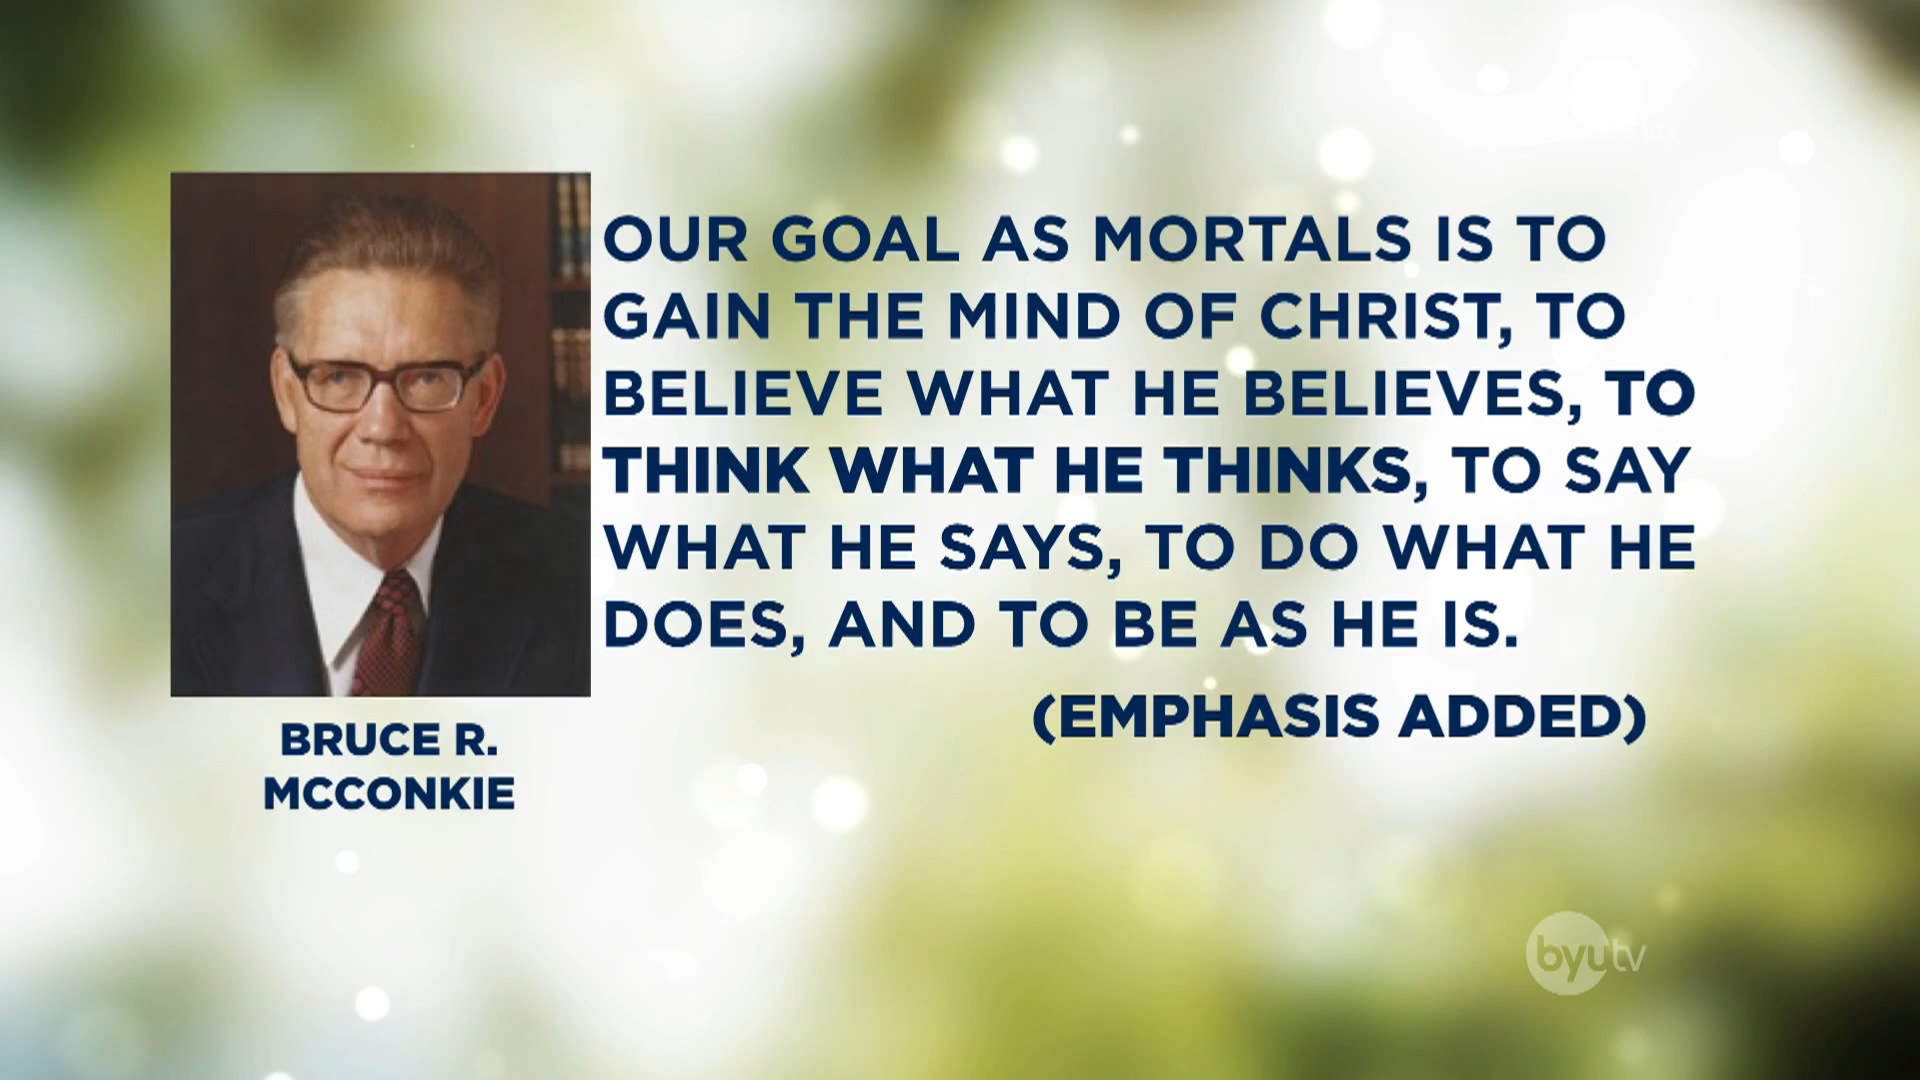 OUR GOAL AS MORTALS IS TO
GAIN THE MIND OF CHRIST, TO
BELIEVE WHAT HE BELIEVES, TO
THINK WHAT HE THINKS, TO SAY
WHAT HE SAYS, TO DO WHAT HE
DOES, AND TO BE AS HE IS.
(EMPHASIS ADDED)
BRUCE R.
MCCONKIE
byutv